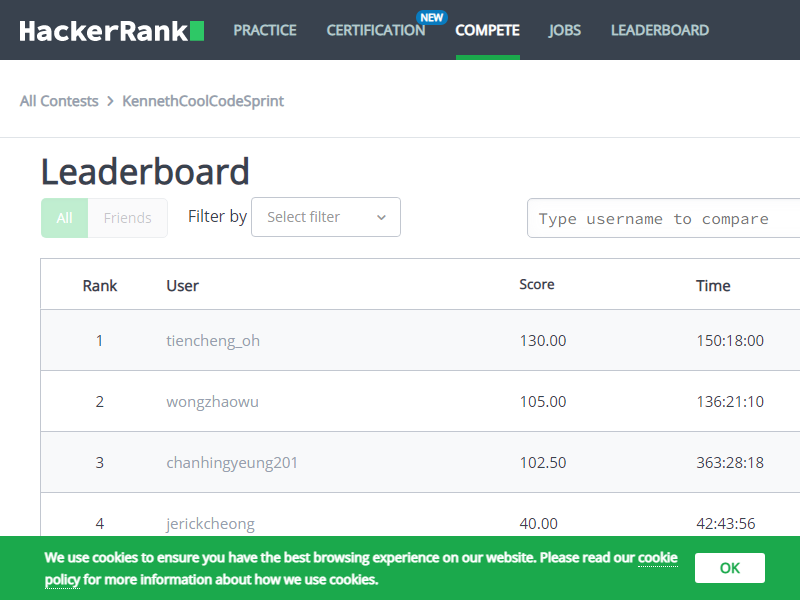 HackerRank PRACTICE CERTIFICATION NEW COMPETE JOBS LEADERBOARD
All Contests > KennethCoolCodeSprint
Leaderboard
All Friends Filter by Select filter Type username to compare
Rank User Score Time
1 tiencheng_oh 130.00 150:18:00
2 wongzhaowu 105.00 136:21:10
3 chanhingyeung201 102.50 363:28:18
4 jerickcheong 40.00 42:43:56
We use cookies to ensure you have the best browsing experience on our website. Please read our cookie
policy for more information about how we use cookies.
OK